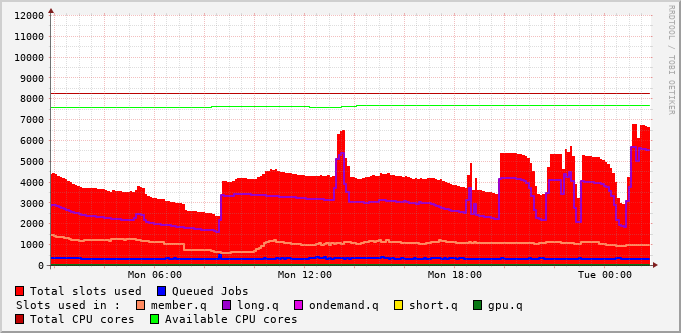 12000
11000
10000
9000
8000
7000
6000
5000
4000
3000
2000
1000
0
Mon 06:00 Mon 12:00 Mon 18:00 Tue 00:00
RRDTOOL / TOBI OETIKER
Total slots used Queued Jobs
Slots used in : member.q long.q ondemand.q short.q gpu.q
Total CPU cores Available CPU cores